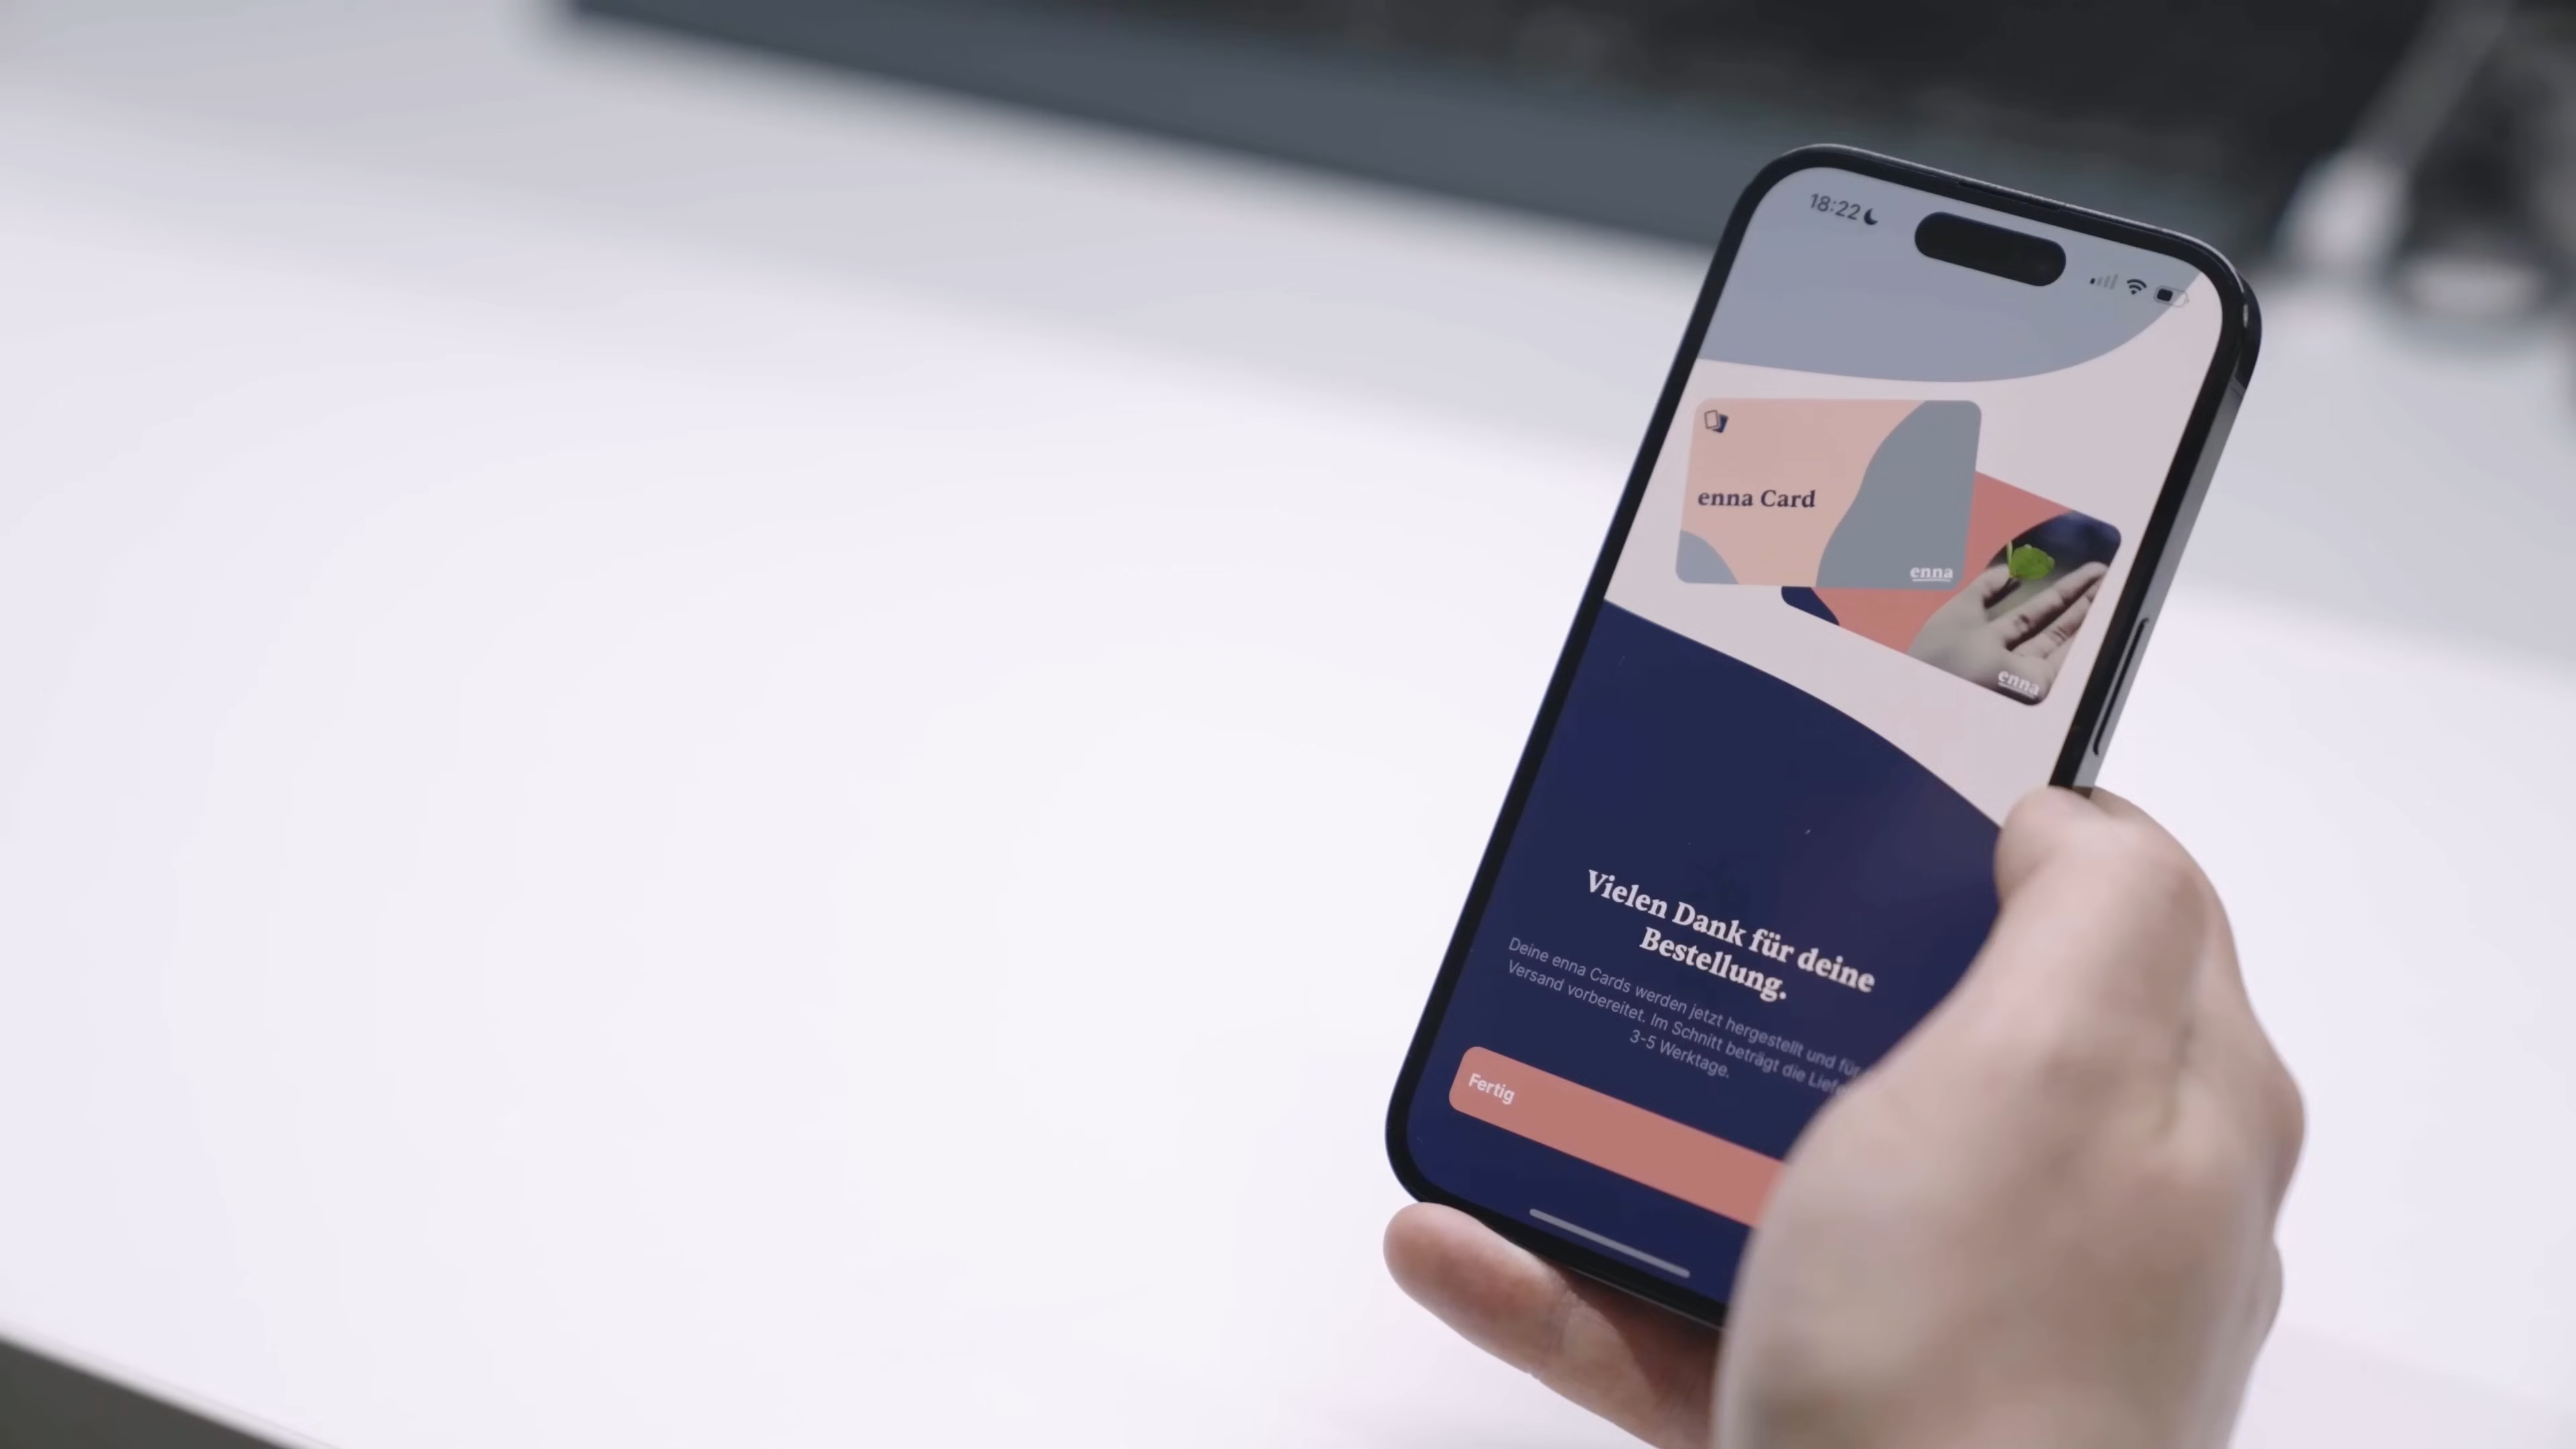 18:22
enna Card
enna
enna
Vielen Dank für deine
Bestellung.
Deine enna Cards werden jetzt hergestellt und für
Versand vorbereitet. Im Schnitt beträgt die
3-5 Werktage.
Fertig